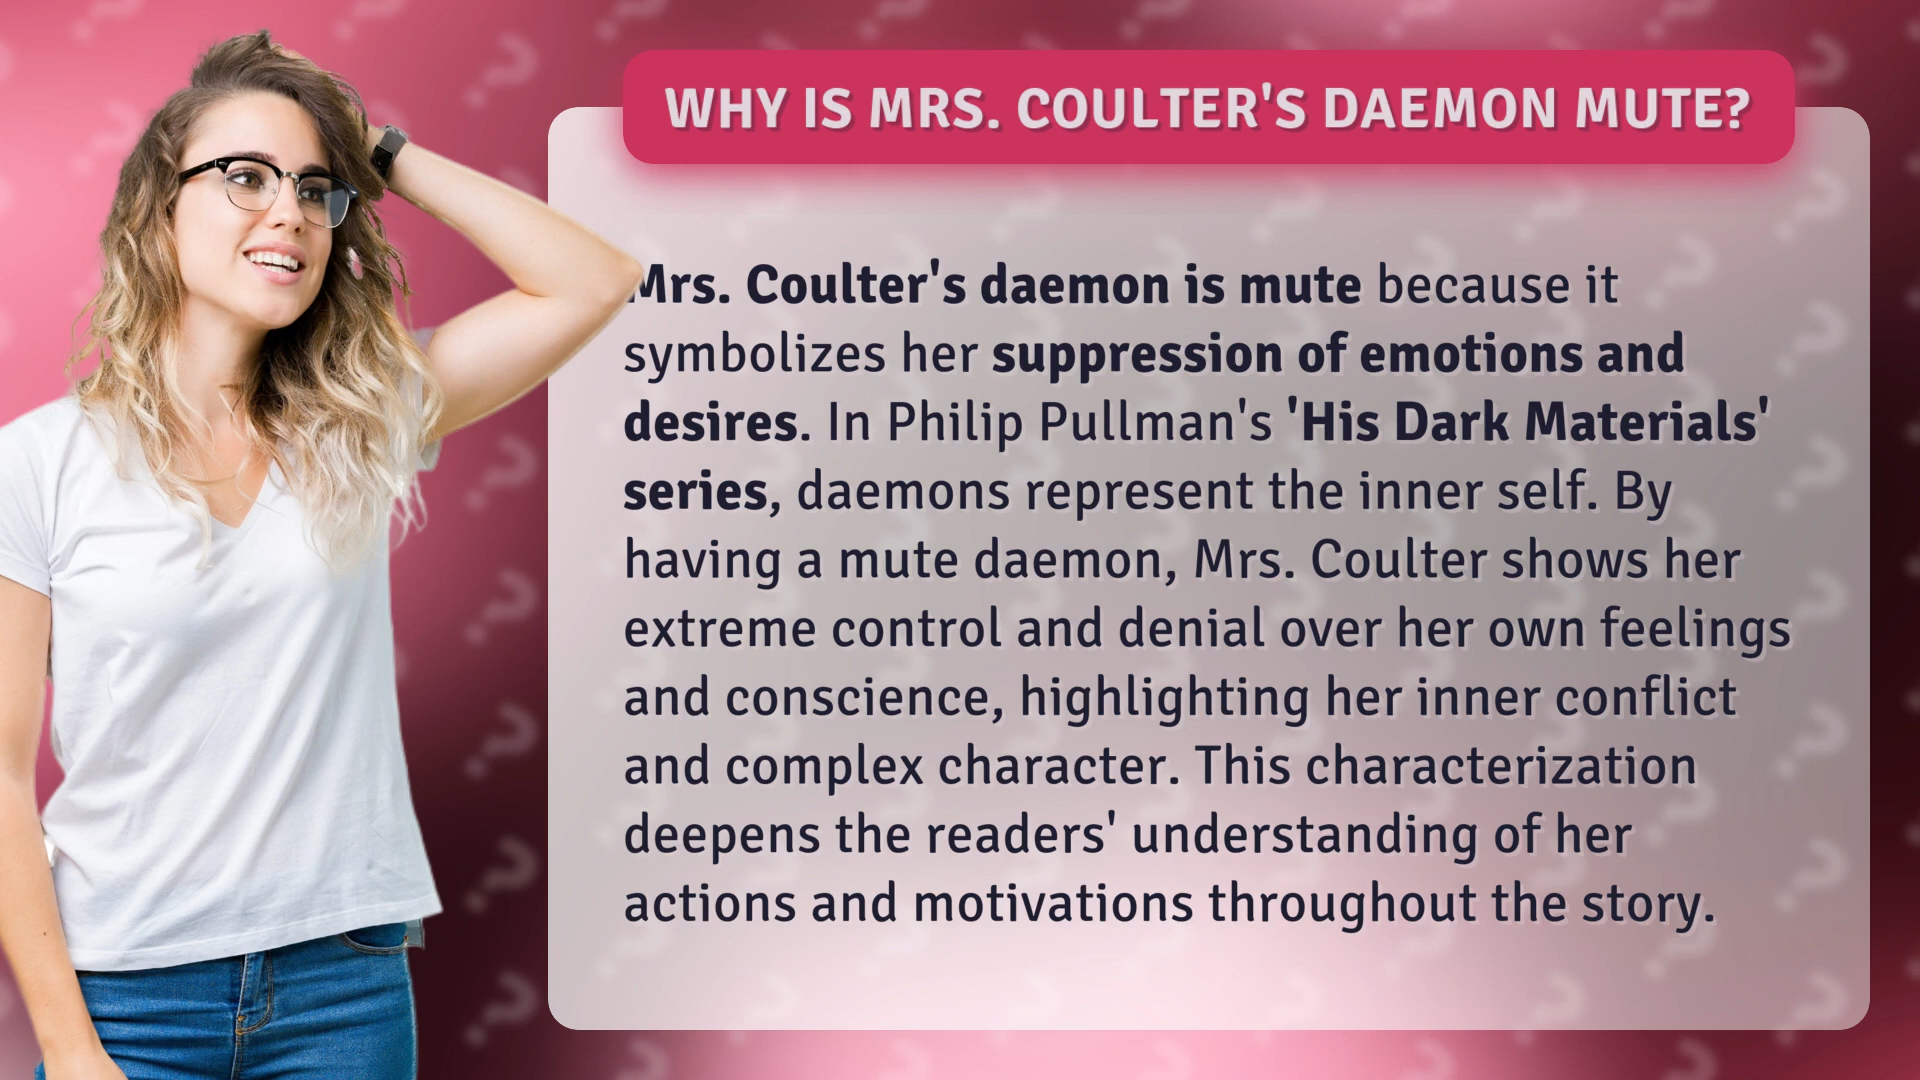 WHY IS MRS. COULTER'S DAEMON MUTE?
Mrs. Coulter's daemon is mute because it
symbolizes her suppression of emotions and
desires. In Philip Pullman's 'His Dark Materials'
series, daemons represent the inner self. By
having a mute daemon, Mrs. Coulter shows her
extreme control and denial over her own feelings
and conscience, highlighting her inner conflict
and complex character. This characterization
deepens the readers' understanding of her
actions and motivations throughout the story.